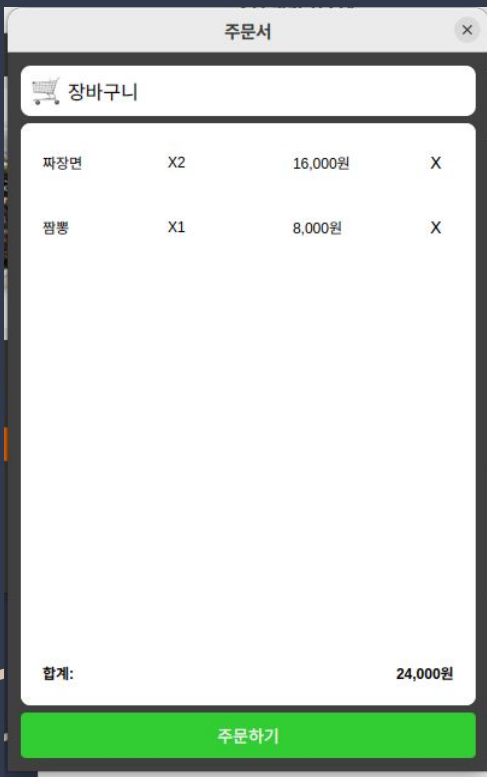 주문서
장바구니
짜장면 X2 16,000원 X
짬뽕 X1 8,000원 X
합계: 24,000원
주문하기